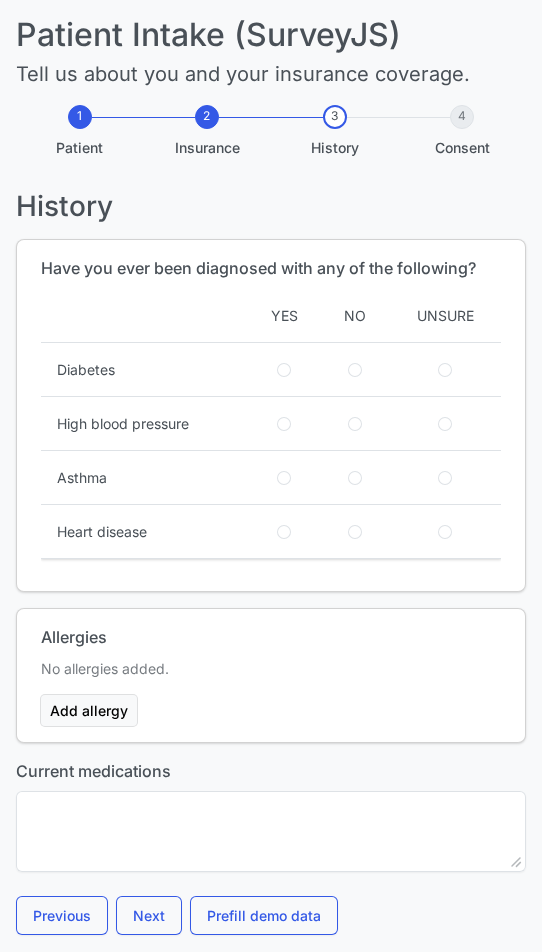 Patient Intake (SurveyJS)
Tell us about you and your insurance coverage.
1 2 3 4
Patient Insurance History Consent
History
Have you ever been diagnosed with any of the following?
YES NO UNSURE
Diabetes
High blood pressure
Asthma
Heart disease
Allergies
No allergies added.
Add allergy
Current medications
Previous Next Prefill demo data